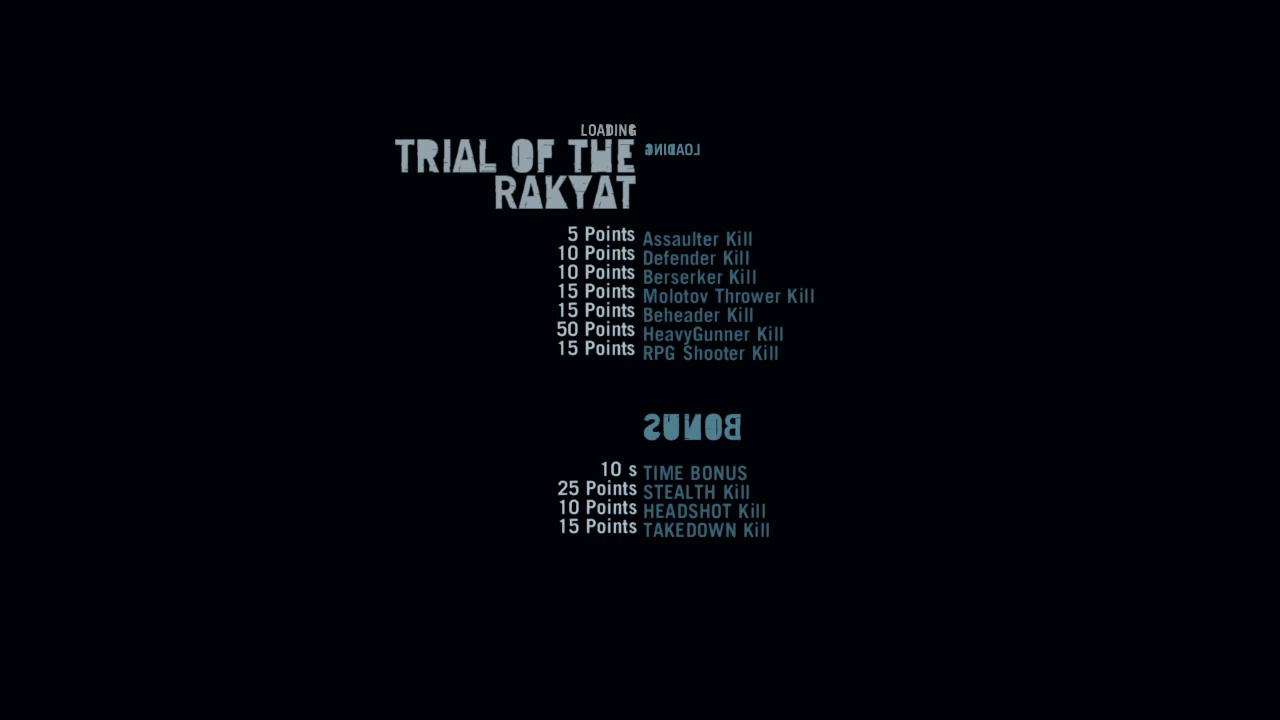 LOADING
TRIAL OF THE
RAKYAT
LOADING
5 Points Assaulter Kill
10 Points Defender Kill
10 Points Berserker Kill
15 Points Molotov Thrower Kill
15 Points Beheader Kill
50 Points HeavyGunner Kill
15 Points RPG Shooter Kill
BONUS
10 s TIME BONUS
25 Points STEALTH Kill
10 Points HEADSHOT Kill
15 Points TAKEDOWN Kill